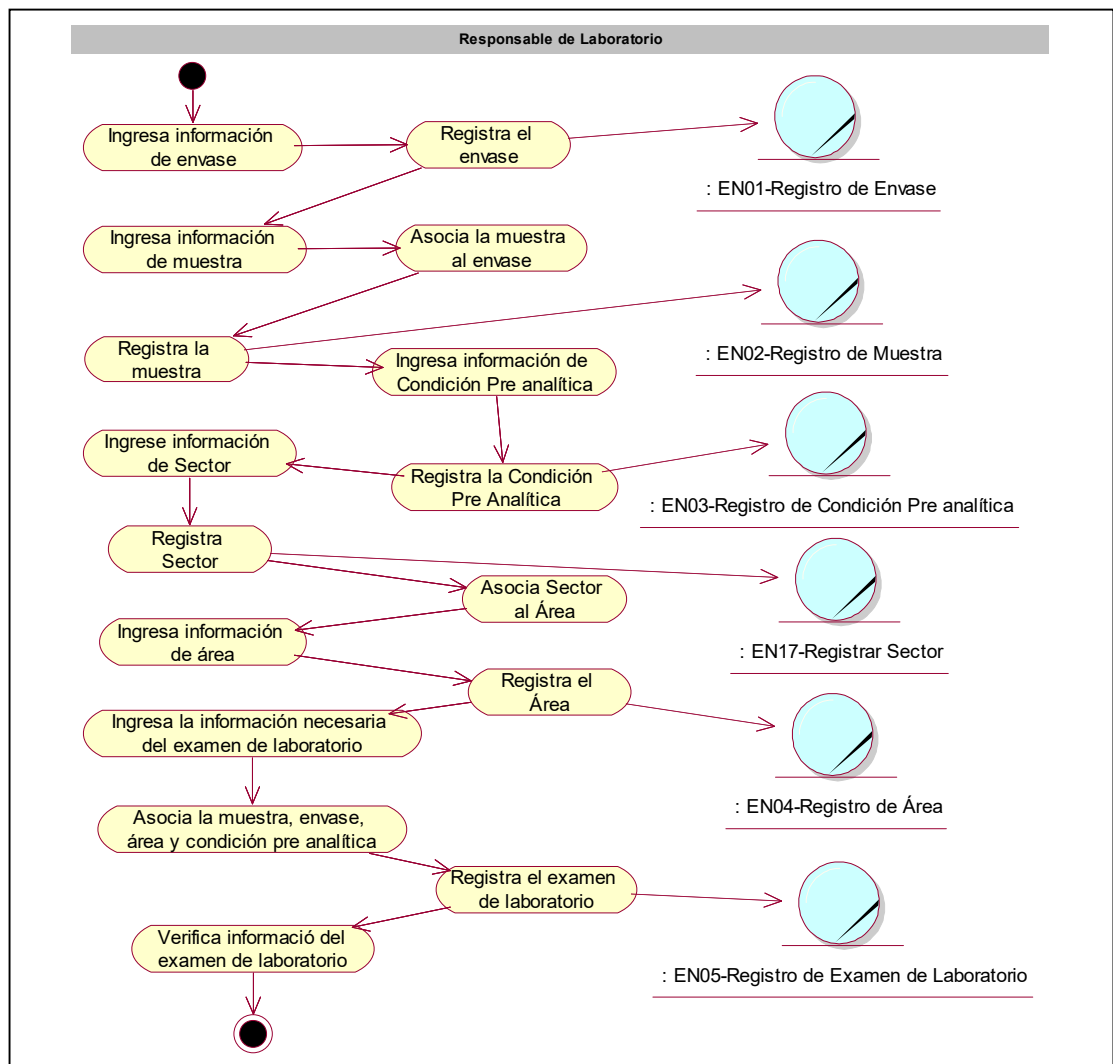 Responsable de Laboratorio
Ingresa información
de envase
Registra el
envase
: EN01-Registro de Envase
Ingresa información
de muestra
Asocia la muestra
al envase
Registra la
muestra
: EN02-Registro de Muestra
Ingresa información de
Condición Pre analítica
Ingrese información
de Sector
Registra la Condición
Pre Analítica
: EN03-Registro de Condición Pre analítica
Registra
Sector
Asocia Sector
al Área
: EN17-Registrar Sector
Ingresa información
de área
Registra el
Área
Ingresa la información necesaria
del examen de laboratorio
: EN04-Registro de Área
Asocia la muestra, envase,
área y condición pre analítica
Registra el examen
de laboratorio
Verifica informació del
examen de laboratorio
: EN05-Registro de Examen de Laboratorio